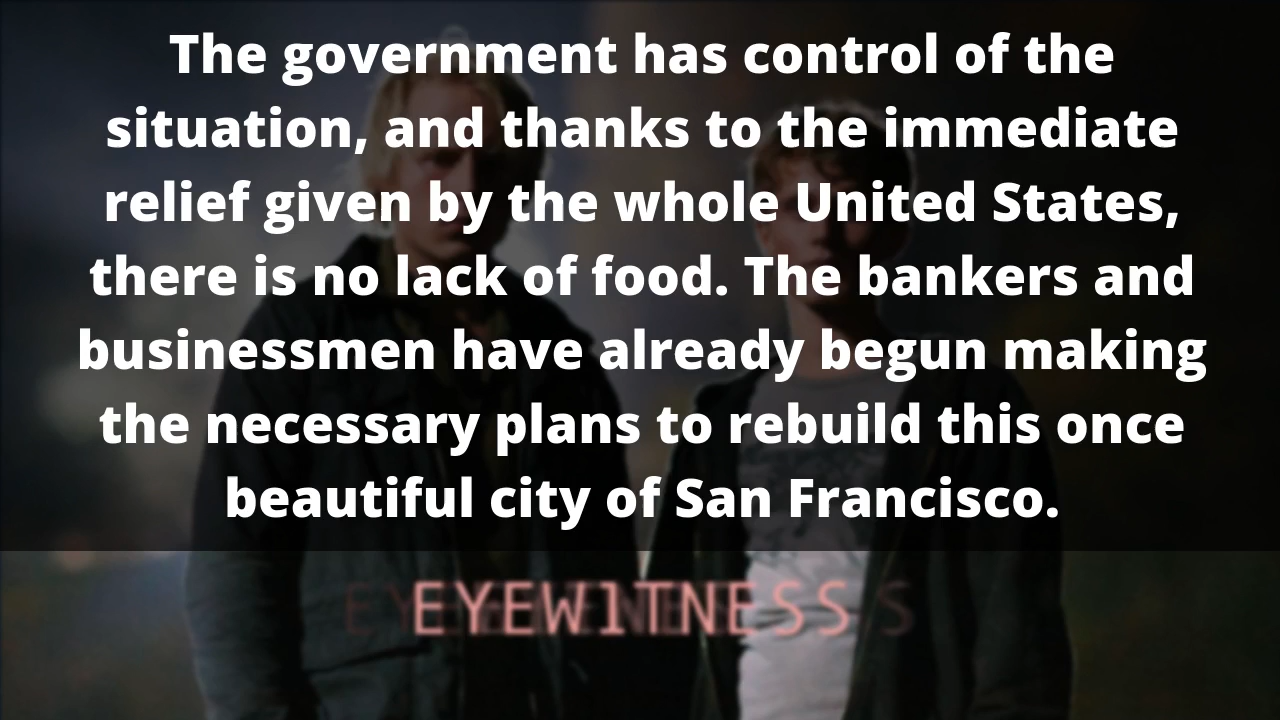 The government has control of the
situation, and thanks to the immediate
relief given by the whole United States,
there is no lack of food. The bankers and
businessmen have already begun making
the necessary plans to rebuild this once
beautiful city of San Francisco.
EYEW1TNESS